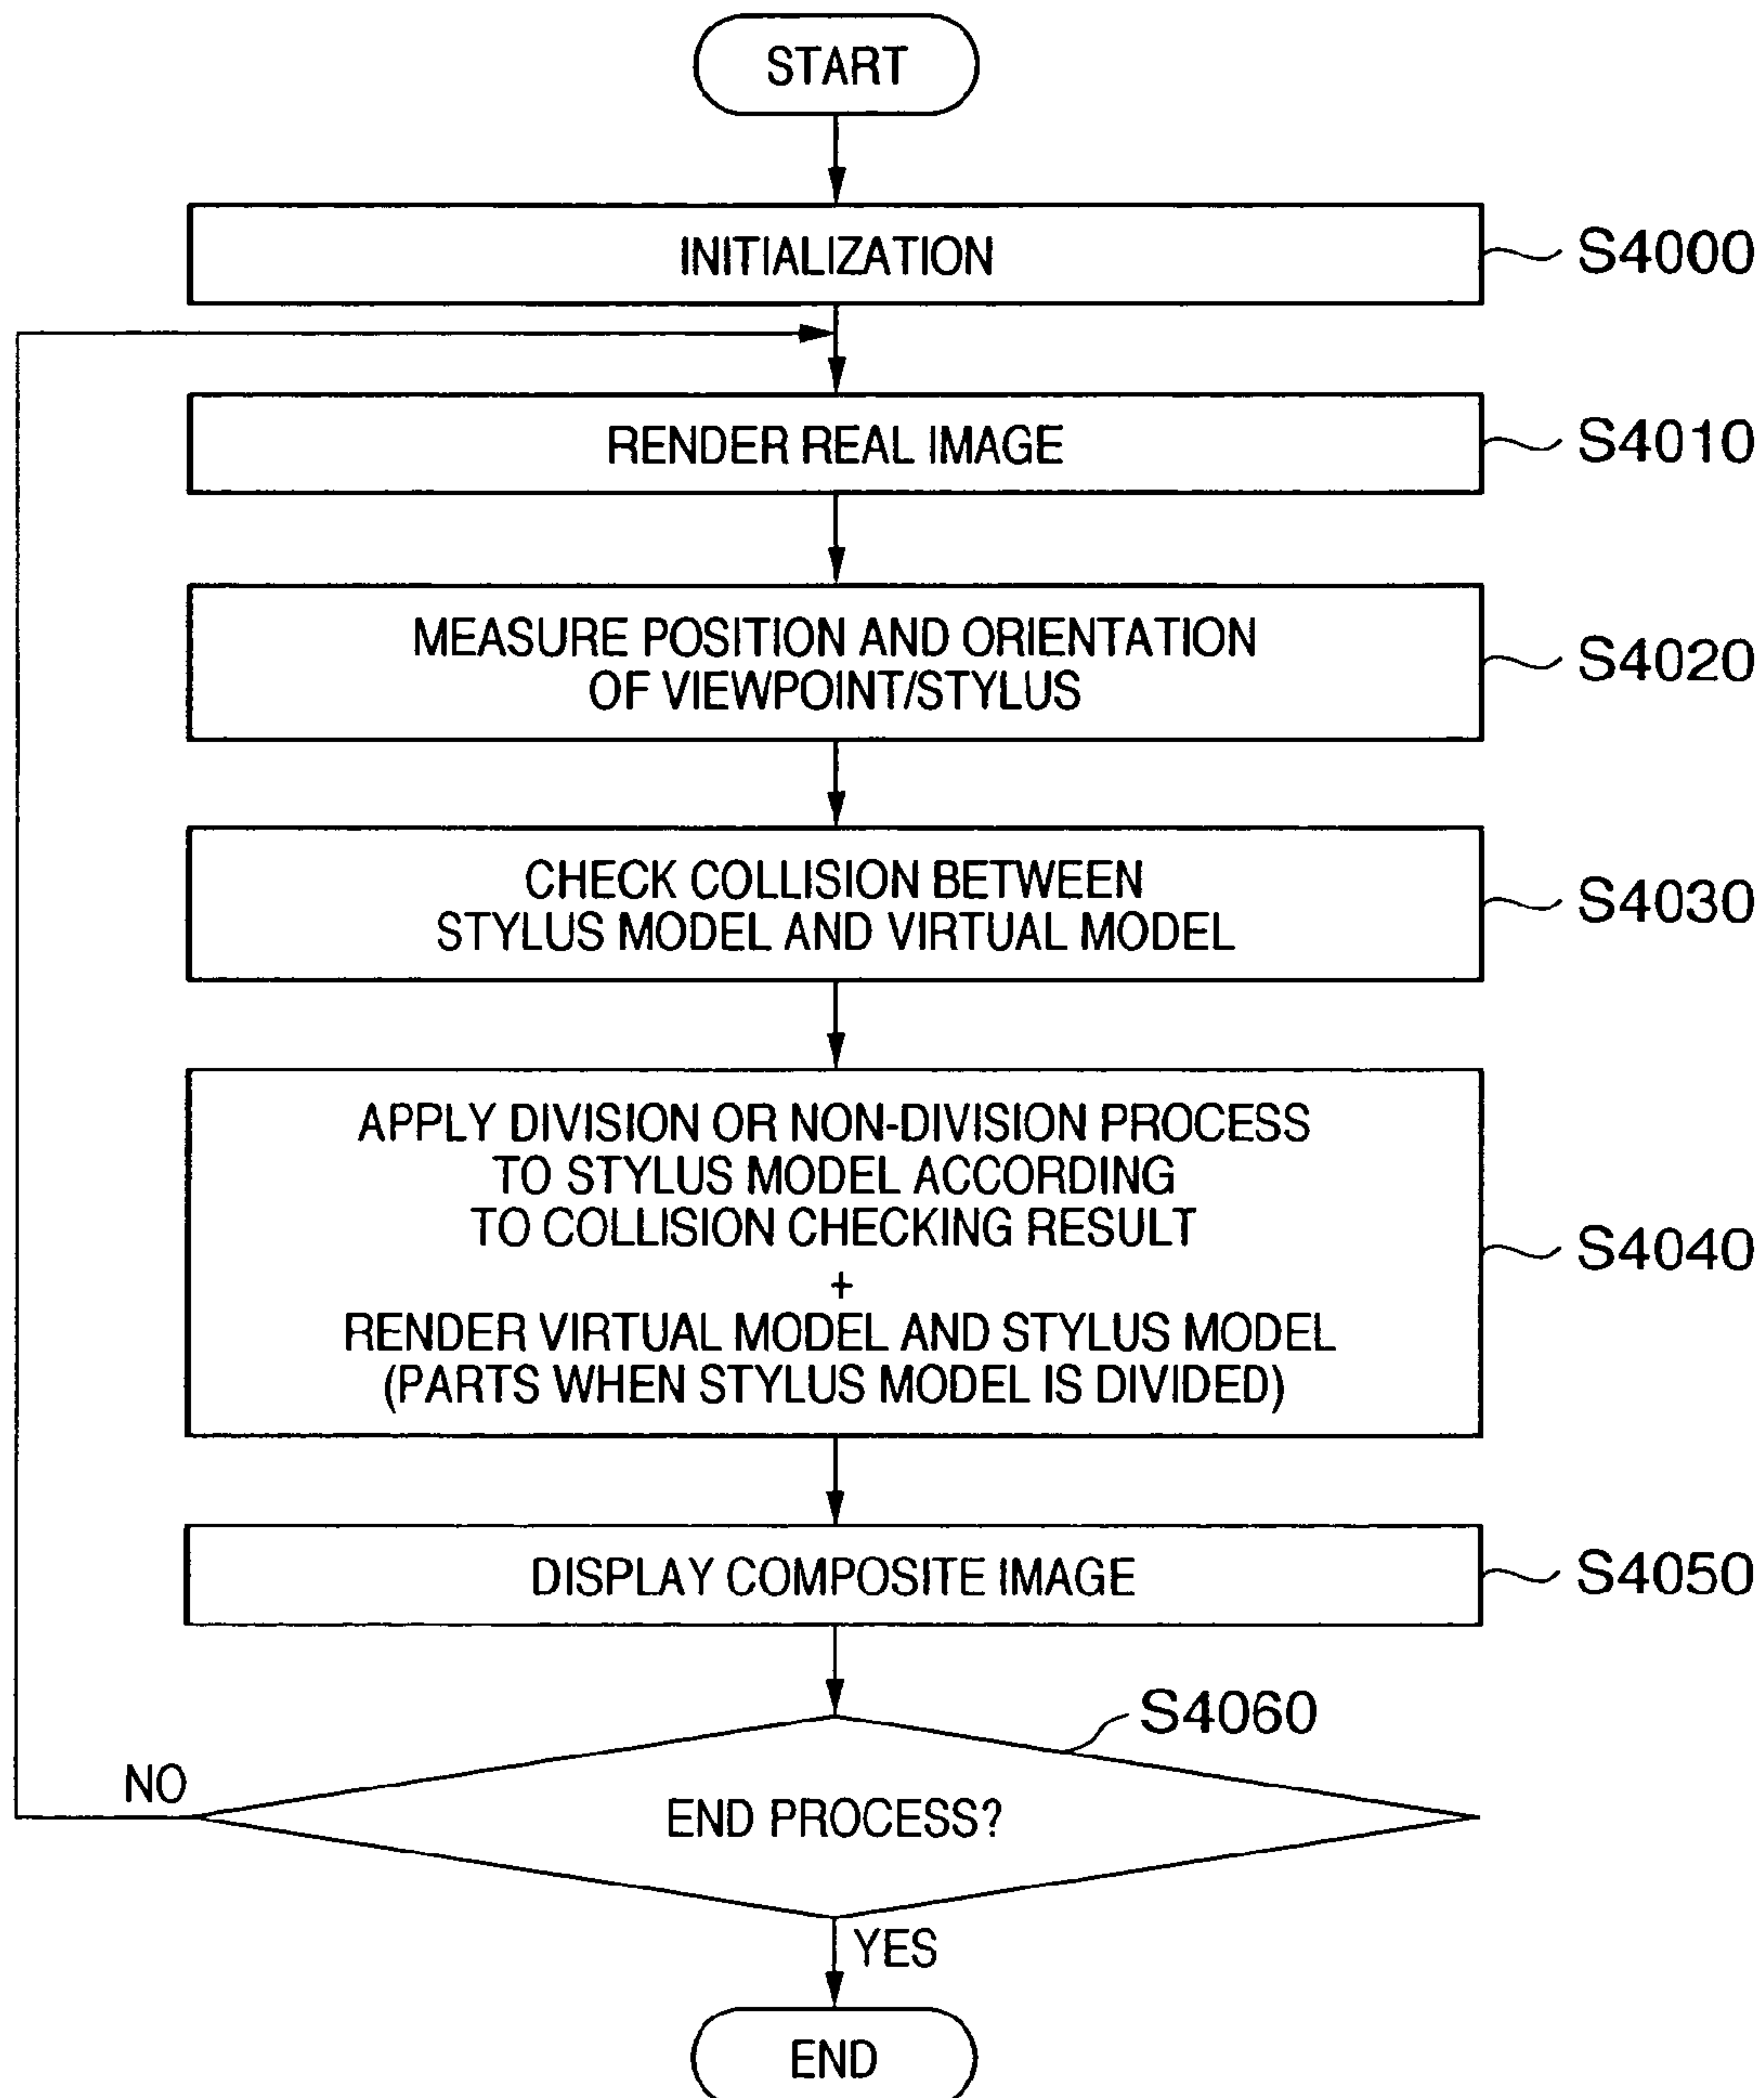 START
INITIALIZATION
S4000
RENDER REAL IMAGE
S4010
MEASURE POSITION AND ORIENTATION
OF VIEWPOINT/STYLUS
S4020
CHECK COLLISION BETWEEN
STYLUS MODEL AND VIRTUAL MODEL
S4030
APPLY DIVISION OR NON-DIVISION PROCESS
TO STYLUS MODEL ACCORDING
TO COLLISION CHECKING RESULT
+
RENDER VIRTUAL MODEL AND STYLUS MODEL
(PARTS WHEN STYLUS MODEL IS DIVIDED)
S4040
DISPLAY COMPOSITE IMAGE
S4050
S4060
NO
END PROCESS?
YES
END